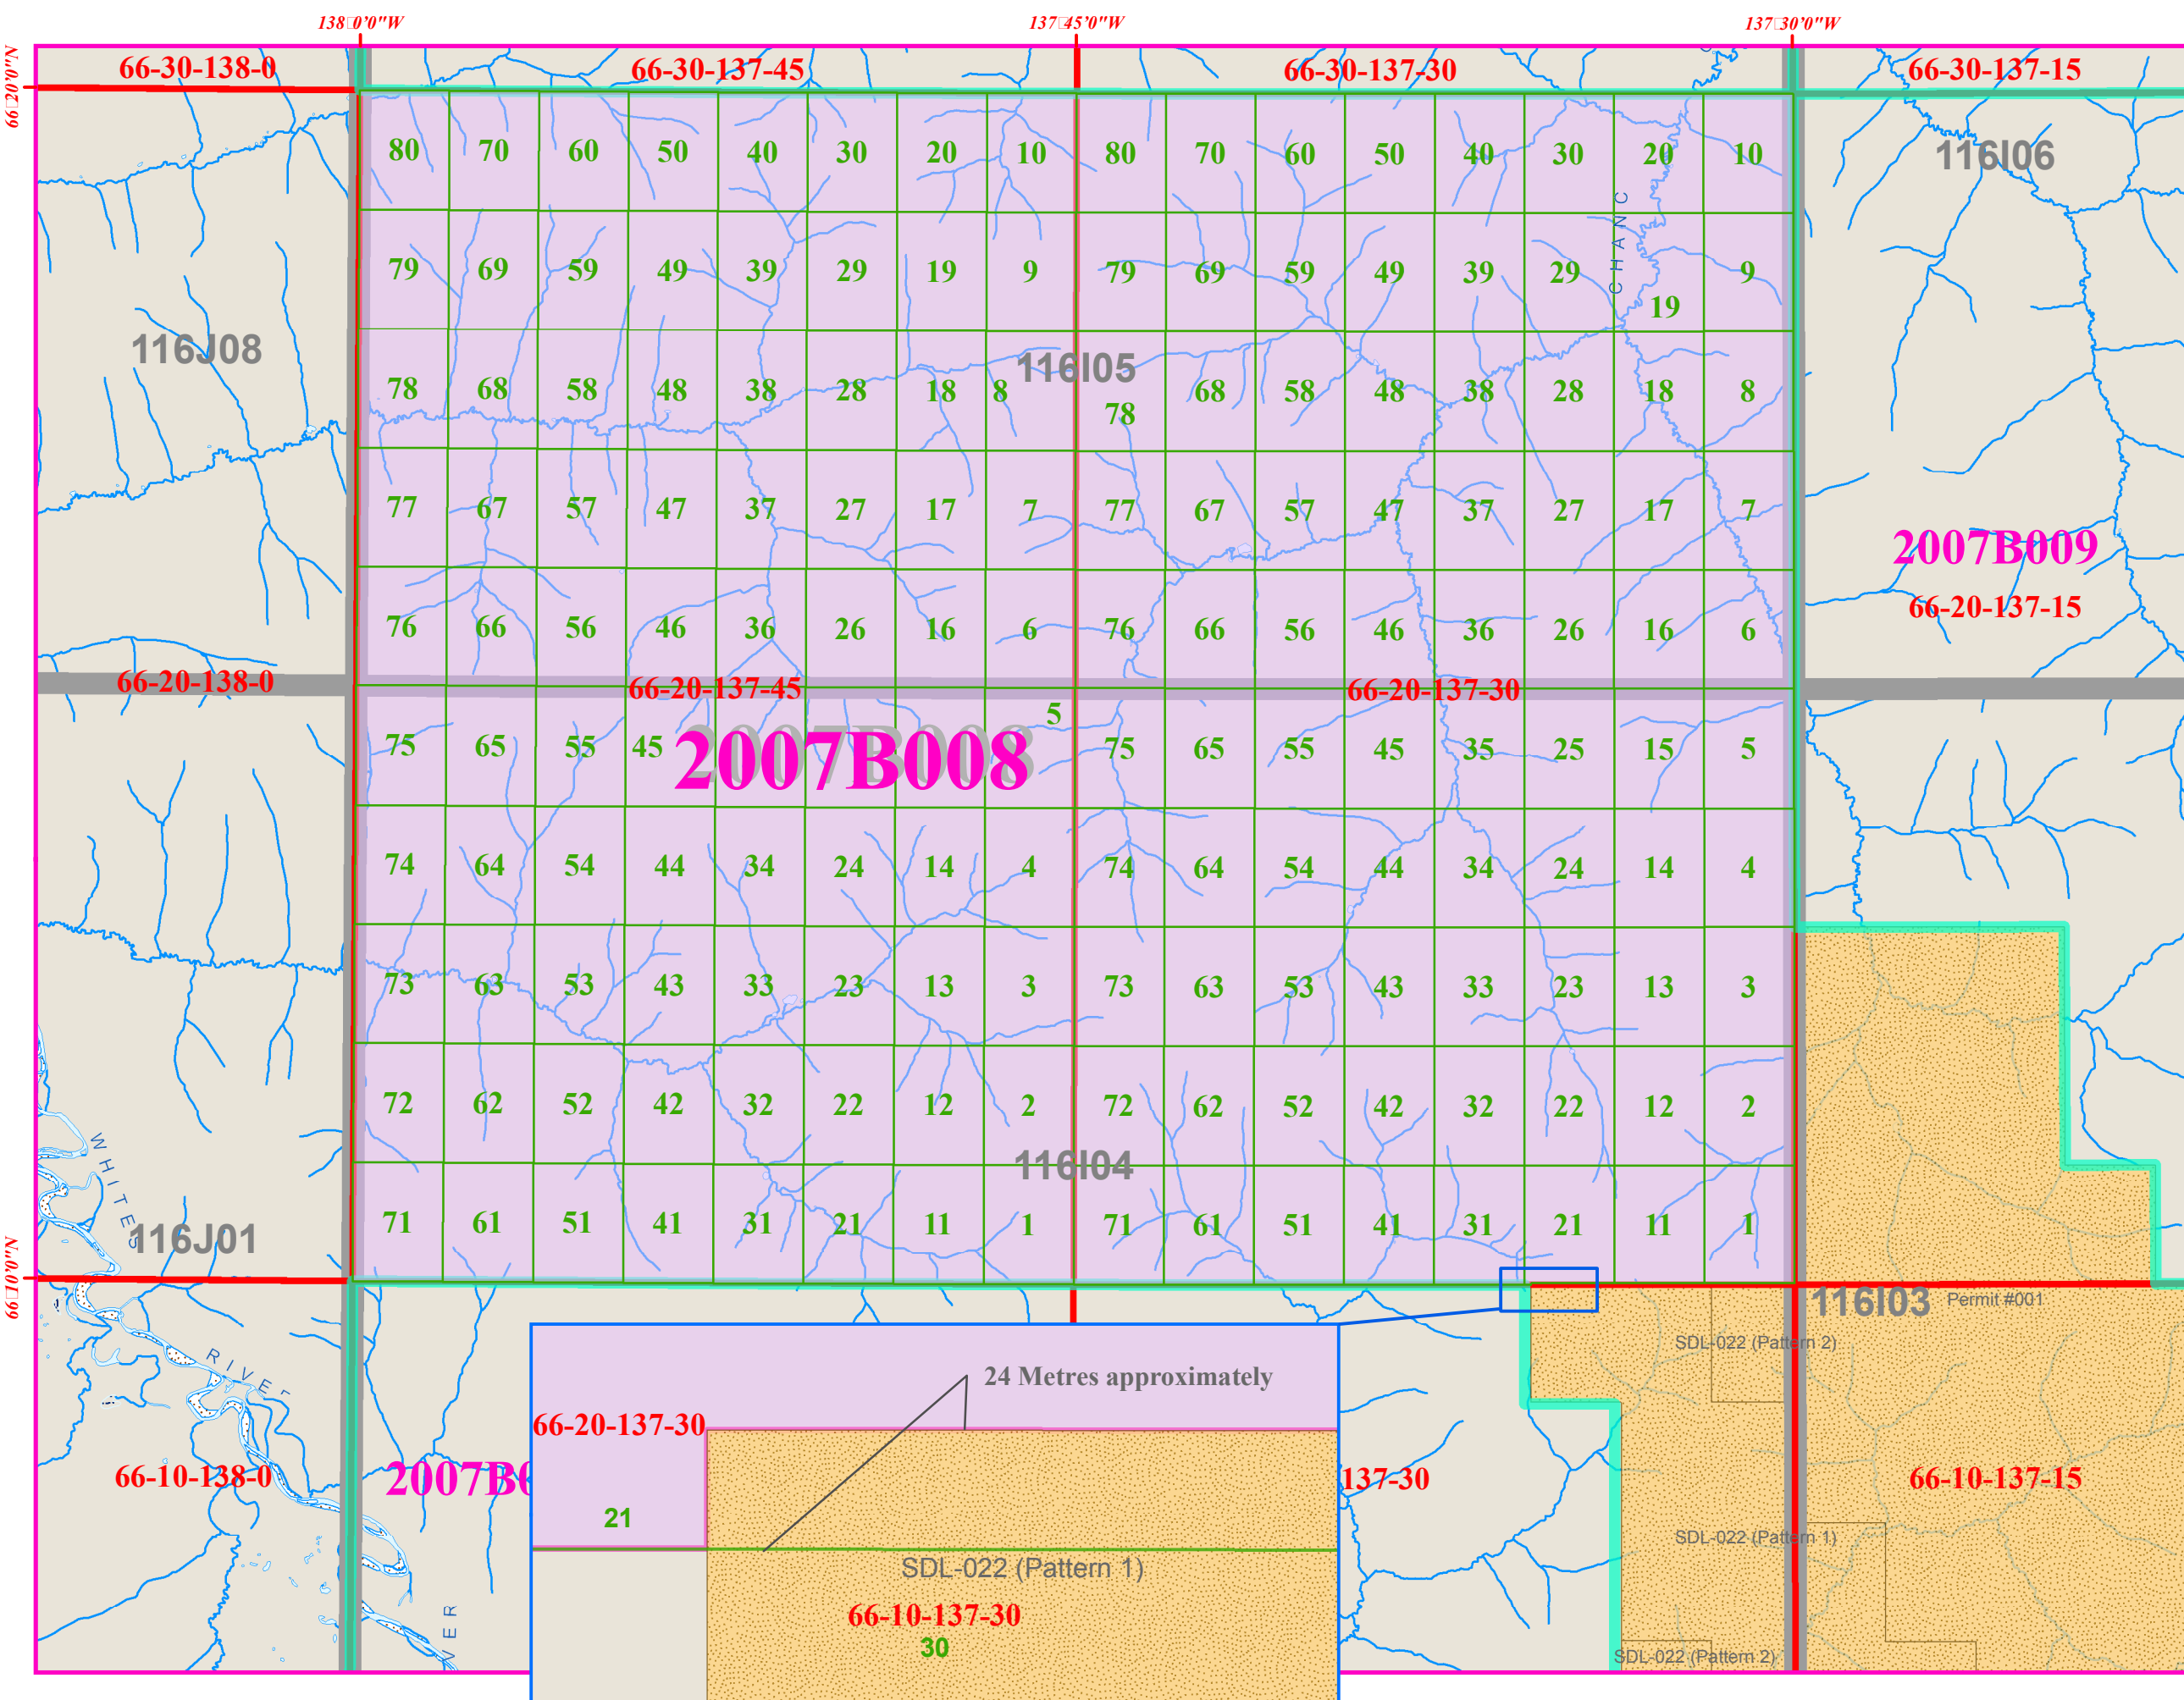 138□0'0"W
137□45'0"W
137□30'0"W
66□20'0"N
66-30-138-0
66-30-137-45
66-30-137-30
66-30-137-15
80 70 60 50 40 30 20 10 80 70 60 50 40 30 20 10
116I06
CHANC
79 69 59 49 39 29 19 9 79 69 59 49 39 29 19 9
116J08
116I05
78 68 58 48 38 28 18 8 78 68 58 48 38 28 18 8
77 67 57 47 37 27 17 7 77 67 57 47 37 27 17 7
2007B009
66-20-137-15
76 66 56 46 36 26 16 6 76 66 56 46 36 26 16 6
66-20-138-0
66-20-137-45
66-20-137-30
75 65 55 45 5 75 65 55 45 35 25 15 5
2007B008
74 64 54 44 34 24 14 4 74 64 54 44 34 24 14 4
73 63 53 43 33 23 13 3 73 63 53 43 33 23 13 3
72 62 52 42 32 22 12 2 72 62 52 42 32 22 12 2
116I04
WHITES
71 61 51 41 31 21 11 1 71 61 51 41 31 21 11 1
116J01
66□10'0"N
116I03
Permit #001
SDL-022 (Pattern 2)
RIVER
24 Metres approximately
66-20-137-30
66-10-138-0
2007B0
137-30
66-10-137-15
21
SDL-022 (Pattern 1)
SDL-022 (Pattern 1)
66-10-137-30
VER
30
SDL-022 (Pattern 2)